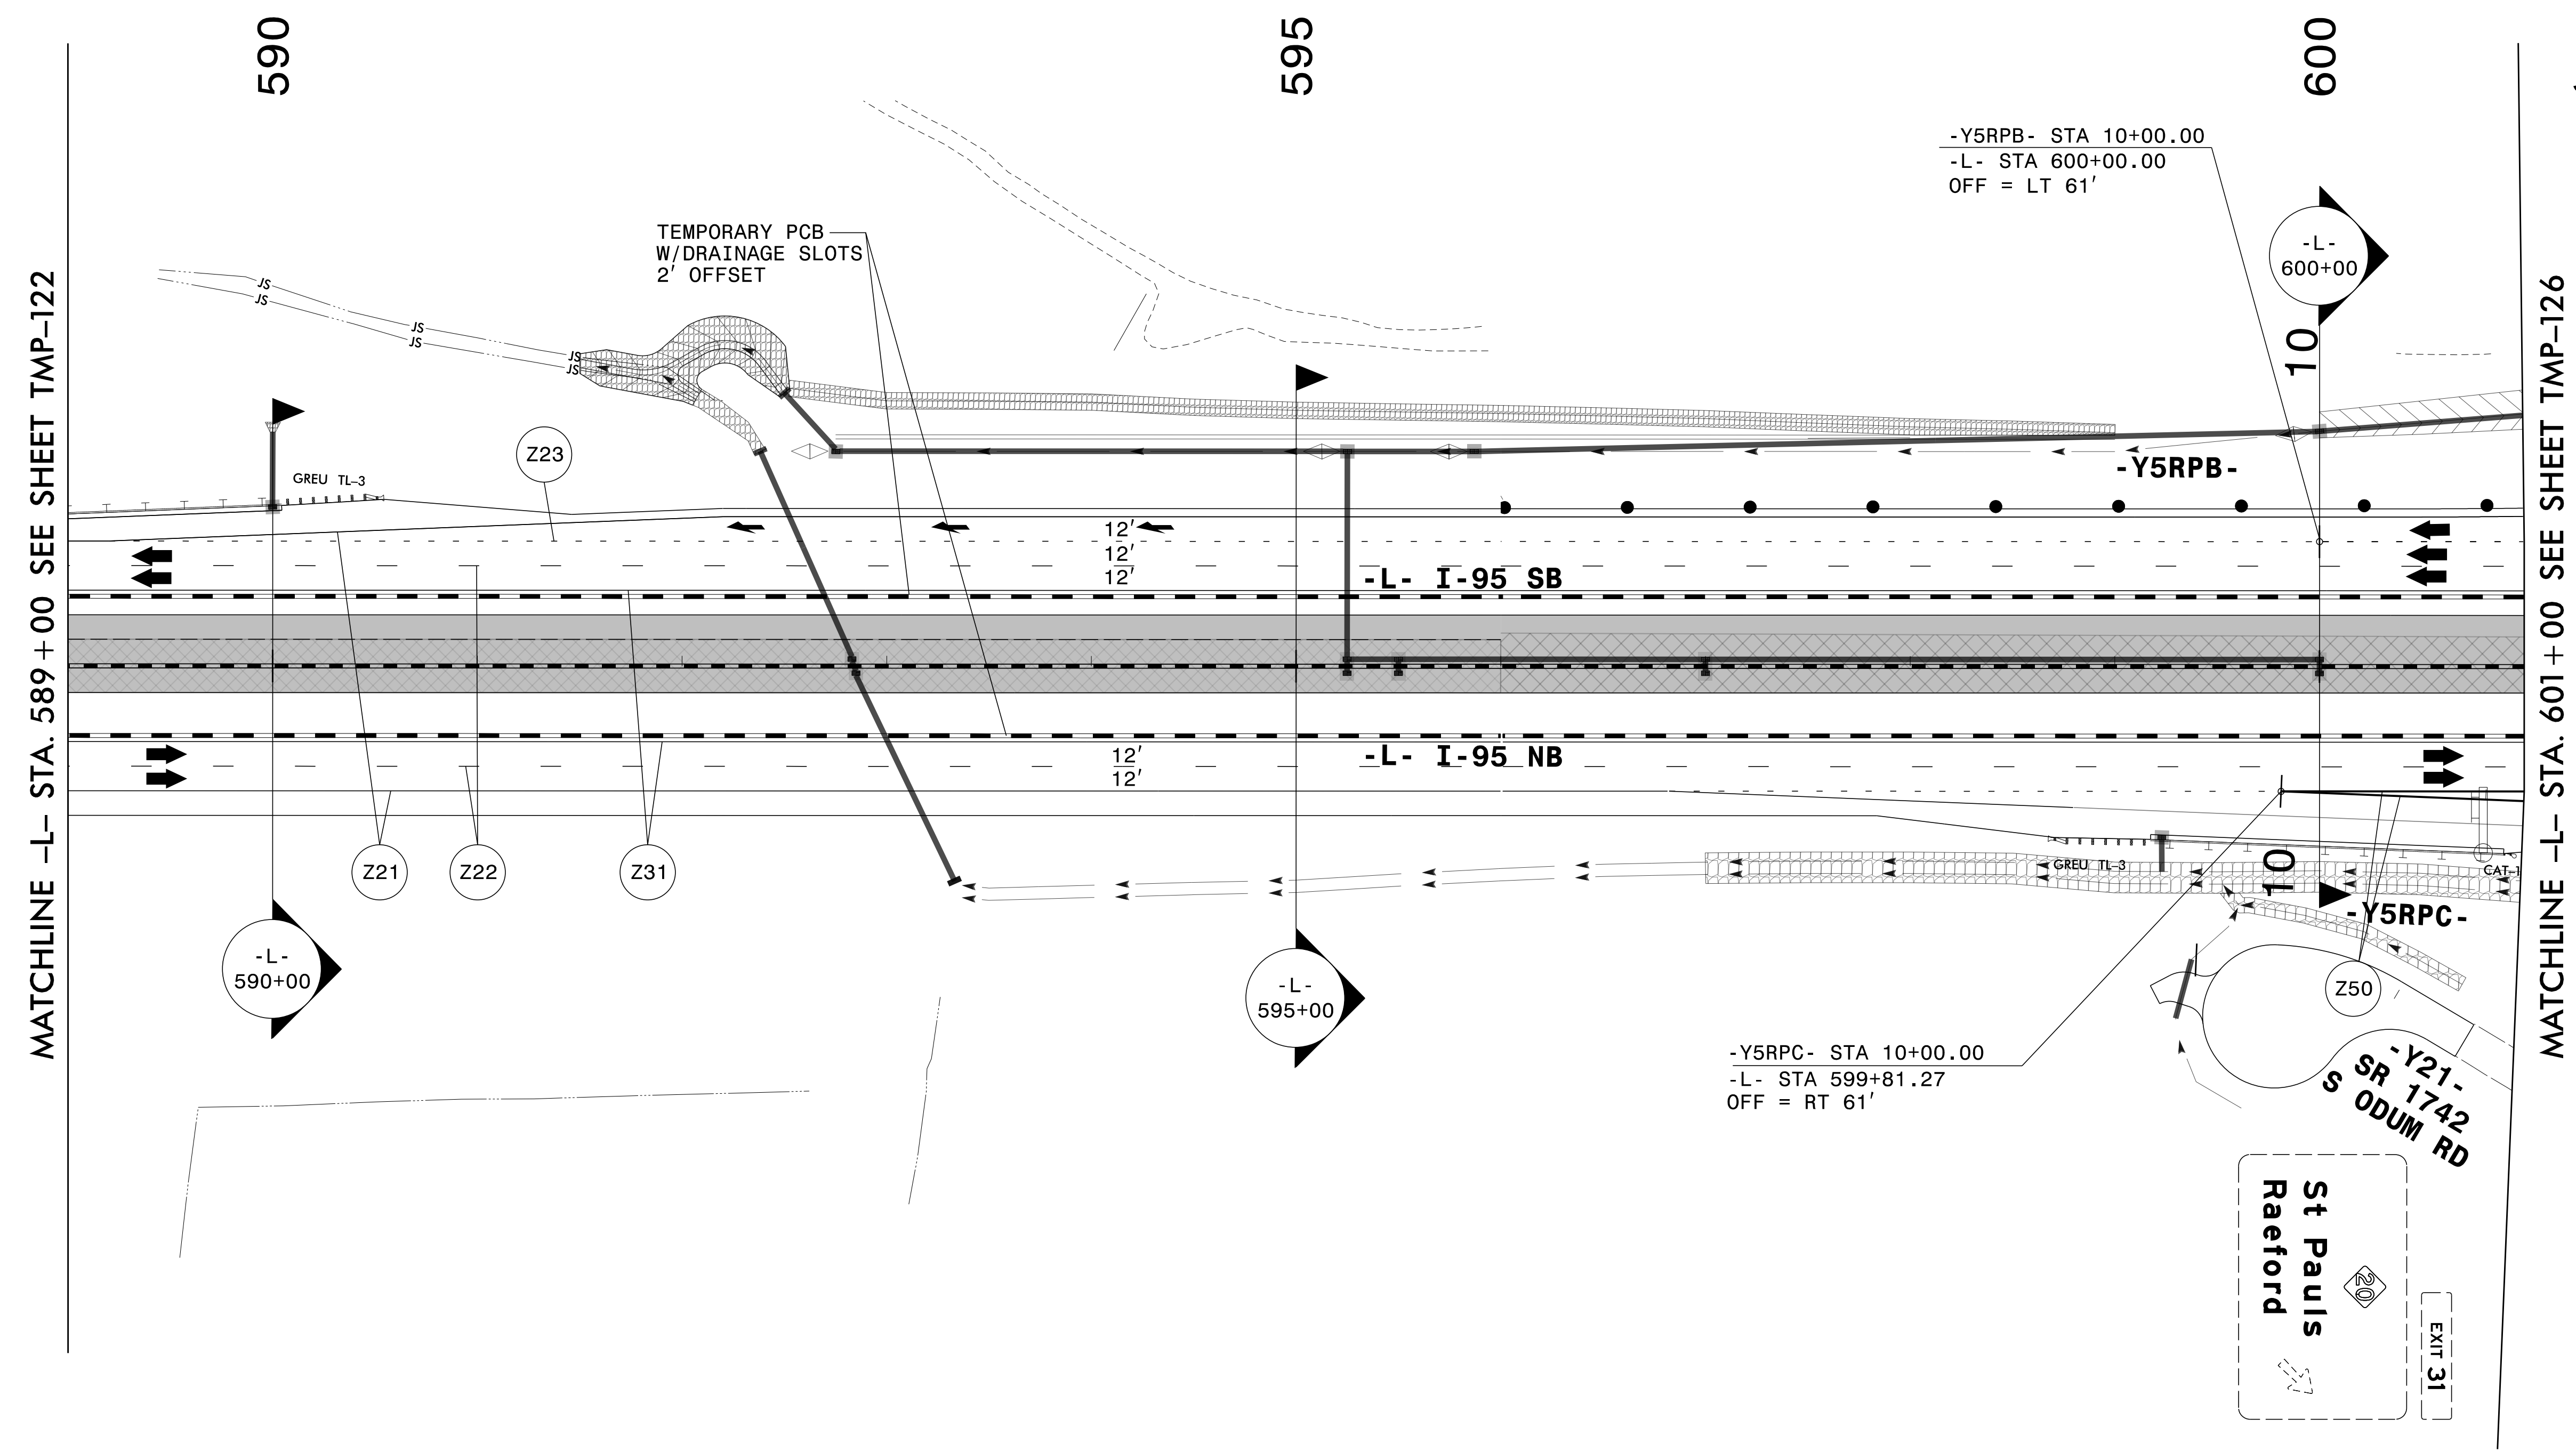 590
595
600
-Y5RPB- STA 10+00.00
-L- STA 600+00.00
OFF = LT 61'
-L-
600+00
10
TEMPORARY PCB
W/DRAINAGE SLOTS
2' OFFSET
MATCHLINE -L- STA. 589+00 SEE SHEET TMP-122
MATCHLINE -L- STA. 601+00 SEE SHEET TMP-126
JS
JS
JS
JS
JS
JS
Z23
GREU TL-3
-Y5RPB-
12'
12'
12'
-L- I-95 SB
-L- I-95 NB
12'
12'
Z21
Z22
Z31
GREU TL-3
CAT-1
10
-Y5RPC-
-L-
590+00
-L-
595+00
Z50
-Y5RPC- STA 10+00.00
-L- STA 599+81.27
OFF = RT 61'
-Y21-
SR 1742
S ODUM RD
EXIT 31
20
St Pauls
Raeford